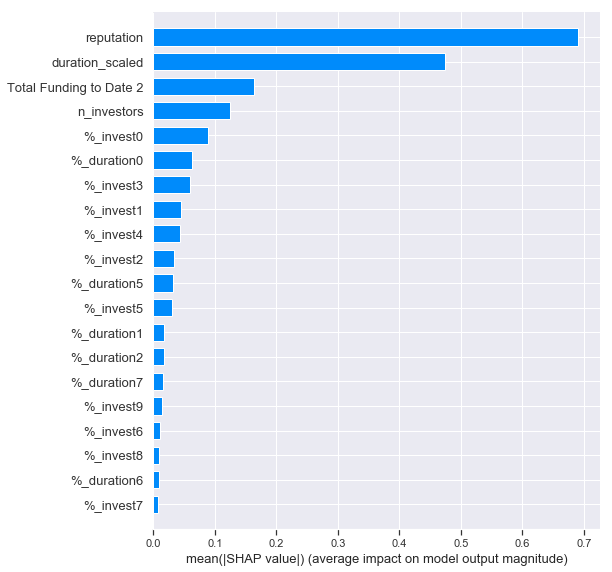 reputation
duration_scaled
Total Funding to Date 2
n_investors
%_invest0
%_duration0
%_invest3
%_invest1
%_invest4
%_invest2
%_duration5
%_invest5
%_duration1
%_duration2
%_duration7
%_invest9
%_invest6
%_invest8
%_duration6
%_invest7
0.0 0.1 0.2 0.3 0.4 0.5 0.6 0.7
mean(|SHAP value|) (average impact on model output magnitude)